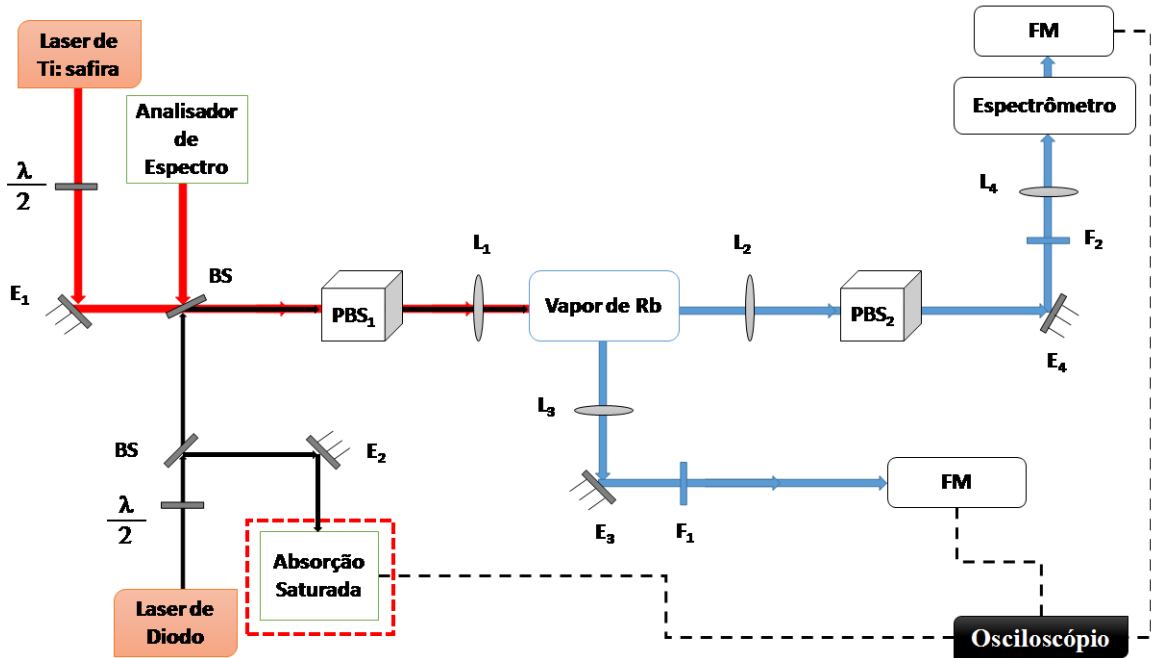 Laser de
Ti: safira
FM
Analisador
de
Espectro
Espectrômetro
λ
2
L4
F2
E1
BS
L1
L2
PBS1
Vapor de Rb
PBS2
E4
L3
BS
E2
λ
2
E3
F1
FM
Absorção
Saturada
Laser de
Diodo
Osciloscópio